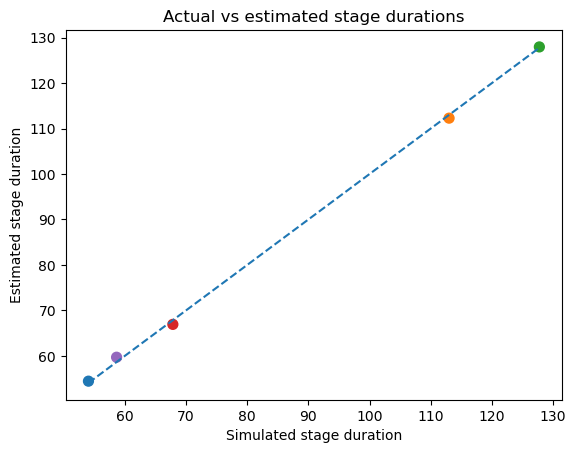 Actual vs estimated stage durations
130
120
110
100
90
80
70
60
Estimated stage duration
60 70 80 90 100 110 120 130
Simulated stage duration